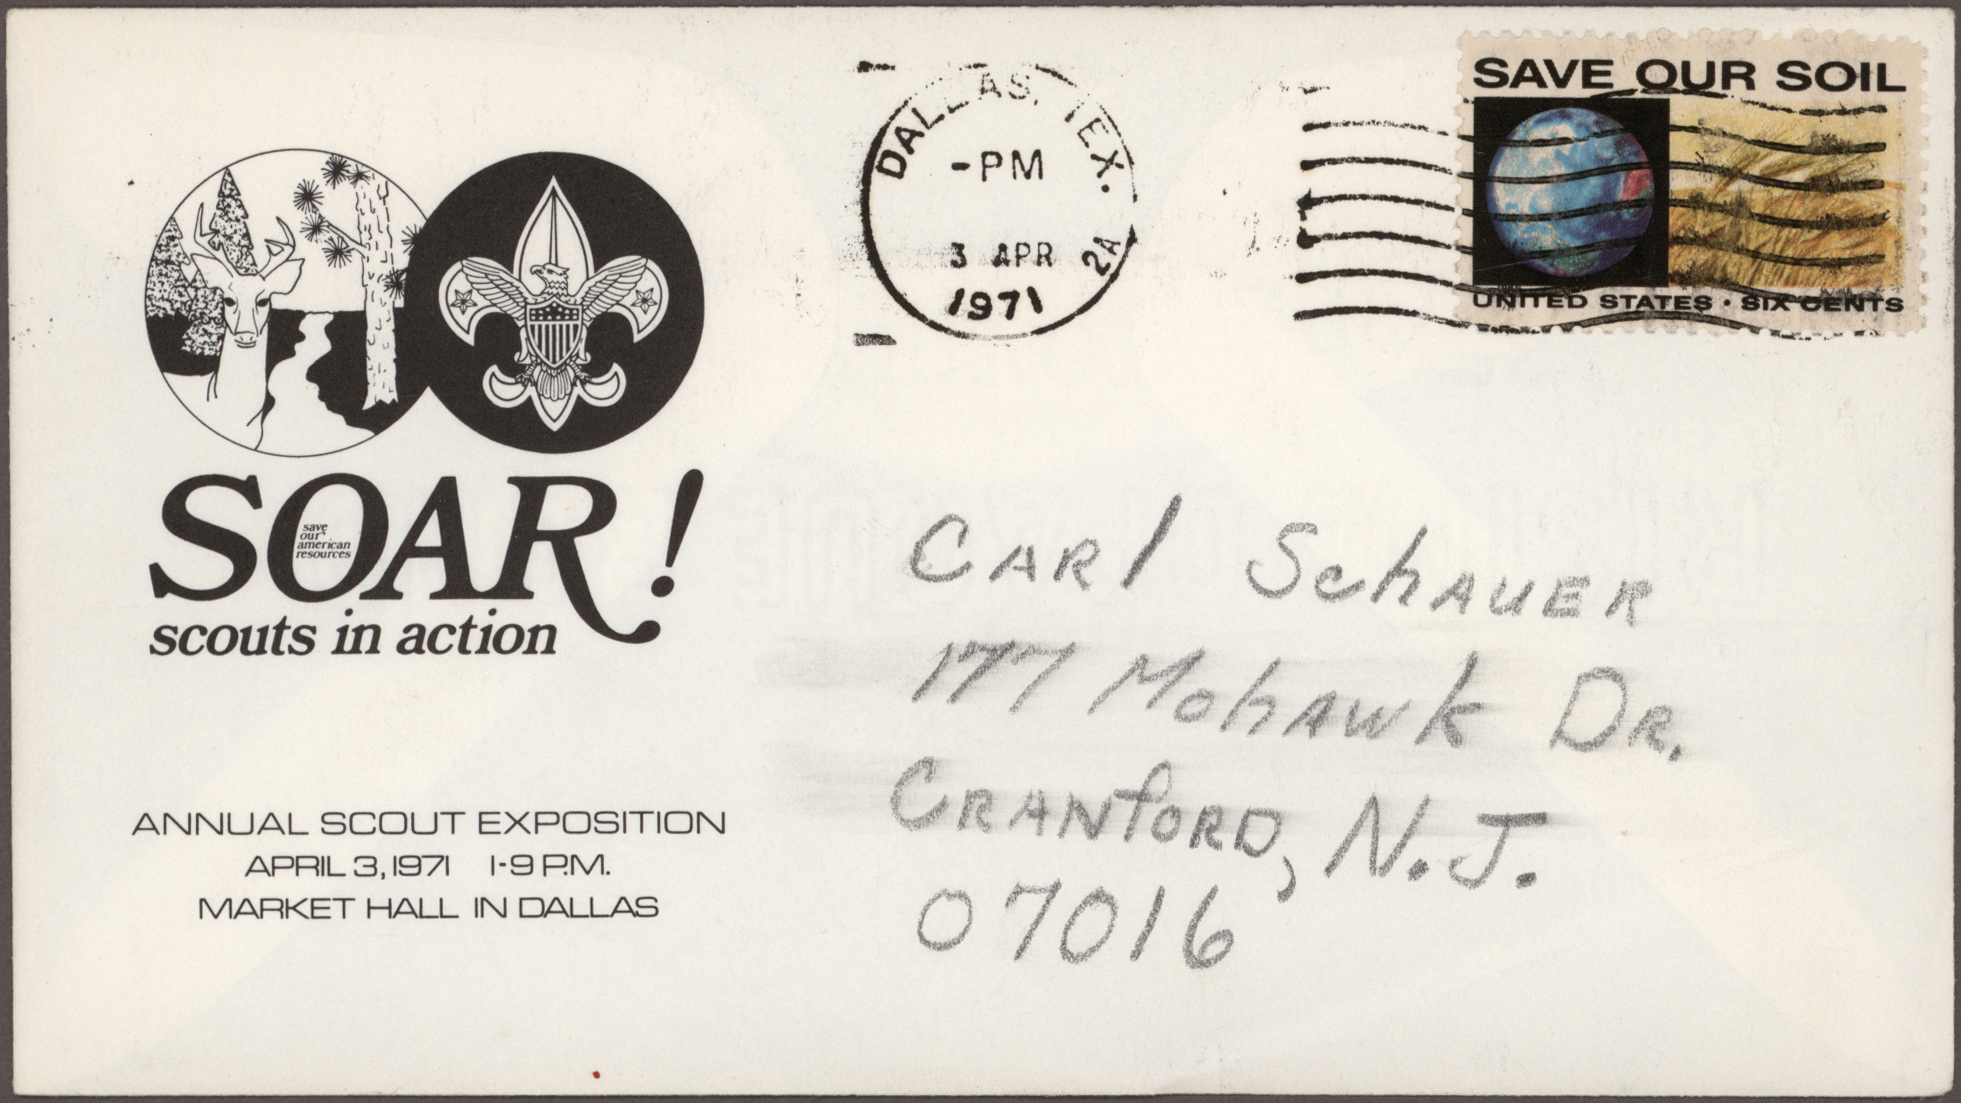 SAVE OUR SOIL
UNITED STATES · SIX CENTS
DALLAS, TEX.
-PM
3 APR
2A
1971
SOAR!
save
our
american
resources
scouts in action
ANNUAL SCOUT EXPOSITION
APRIL 3, 1971 1-9 P.M.
MARKET HALL IN DALLAS
CARl SchAUER
177 MohAWk DR.
CRANfORD, N.J.
07016